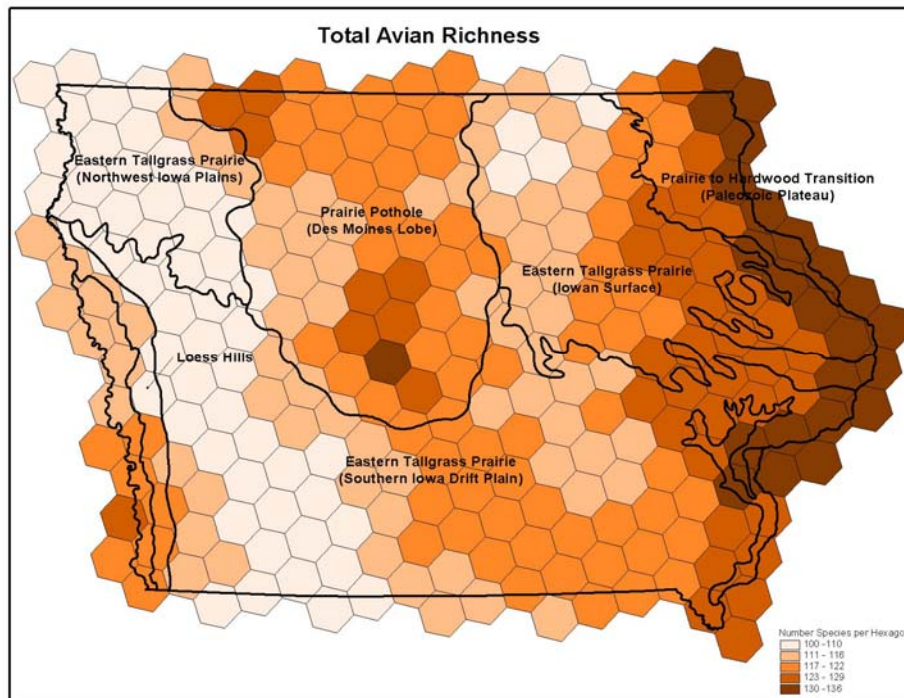 Total Avian Richness
Eastern Tallgrass Prairie
(Northwest Iowa Plains)
Prairie to Hardwood Transition
(Paleozoic Plateau)
Prairie Pothole
(Des Moines Lobe)
Eastern Tallgrass Prairie
(Iowan Surface)
Loess Hills
Eastern Tallgrass Prairie
(Southern Iowa Drift Plain)
Number Species per Hexago
100 -110
111 - 116
117 - 122
123 - 129
130 -136